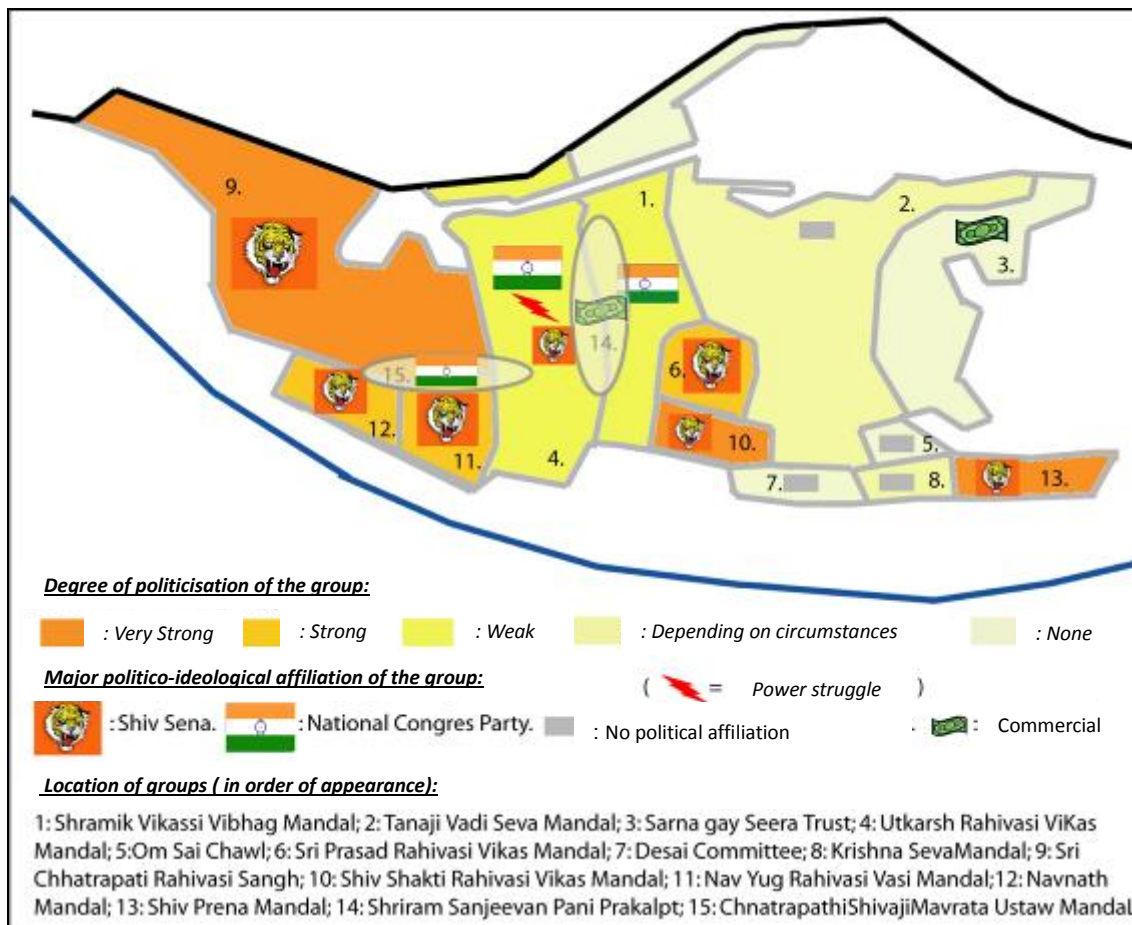 9.
1.
2.
3.
14.
15.
6.
12.
11.
4.
10.
5.
7.
8.
13.
Degree of politicisation of the group:
: Very Strong : Strong : Weak : Depending on circumstances : None
Major politico-ideological affiliation of the group:
( = Power struggle )
: Shiv Sena. : National Congres Party. : No political affiliation . : Commercial
Location of groups ( in order of appearance):
1: Shramik Vikassi Vibhag Mandal; 2: Tanaji Vadi Seva Mandal; 3: Sarna gay Seera Trust; 4: Utkarsh Rahivasi ViKas
Mandal; 5:Om Sai Chawl; 6: Sri Prasad Rahivasi Vikas Mandal; 7: Desai Committee; 8: Krishna SevaMandal; 9: Sri
Chhatrapati Rahivasi Sangh; 10: Shiv Shakti Rahivasi Vikas Mandal; 11: Nav Yug Rahivasi Vasi Mandal;12: Navnath
Mandal; 13: Shiv Prena Mandal; 14: Shriram Sanjeevan Pani Prakalpt; 15: ChnatrapathiShivajiMavrata Ustaw Mandal.